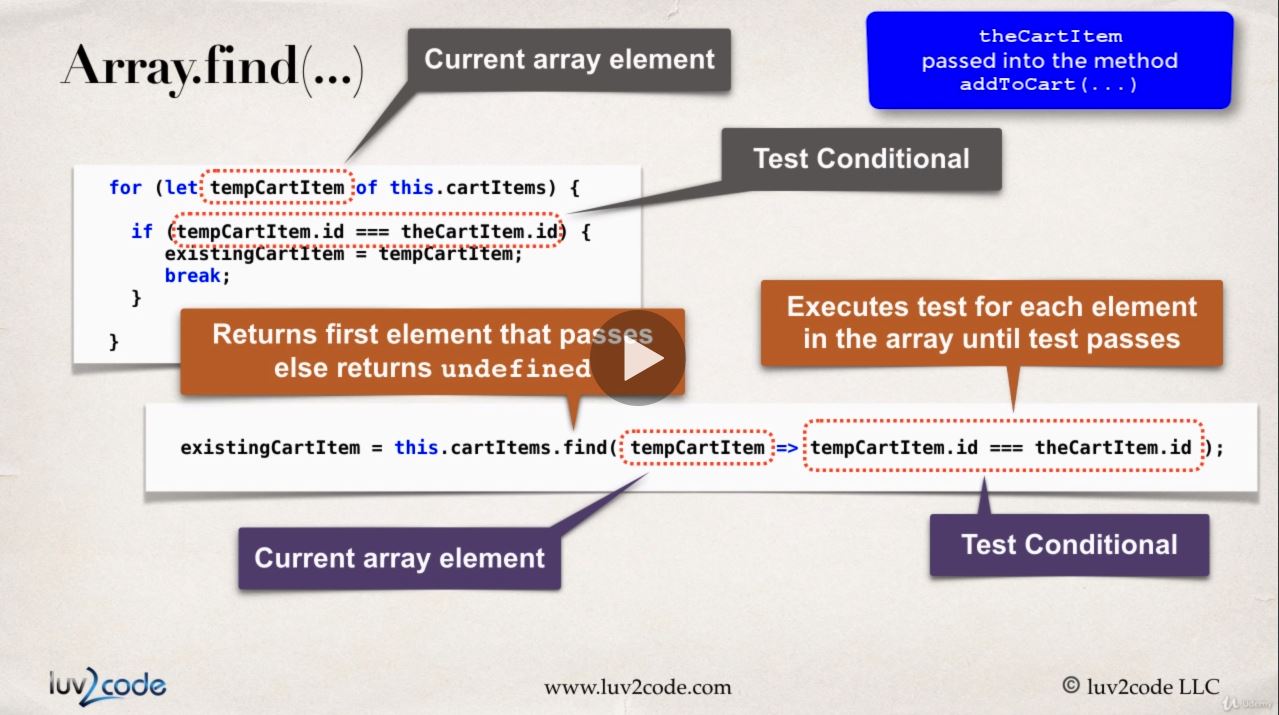 Array.find(...)
Current array element
theCartItem
passed into the method
addToCart(...)
Test Conditional
for (let tempCartItem of this.cartItems) {
if (tempCartItem.id === theCartItem.id) {
existingCartItem = tempCartItem;
break;
}
}
Returns first element that passes
else returns undefined
Executes test for each element
in the array until test passes
existingCartItem = this.cartItems.find( tempCartItem => tempCartItem.id === theCartItem.id );
Current array element
Test Conditional
luv2code
www.luv2code.com
© luv2code LLC
Udemy